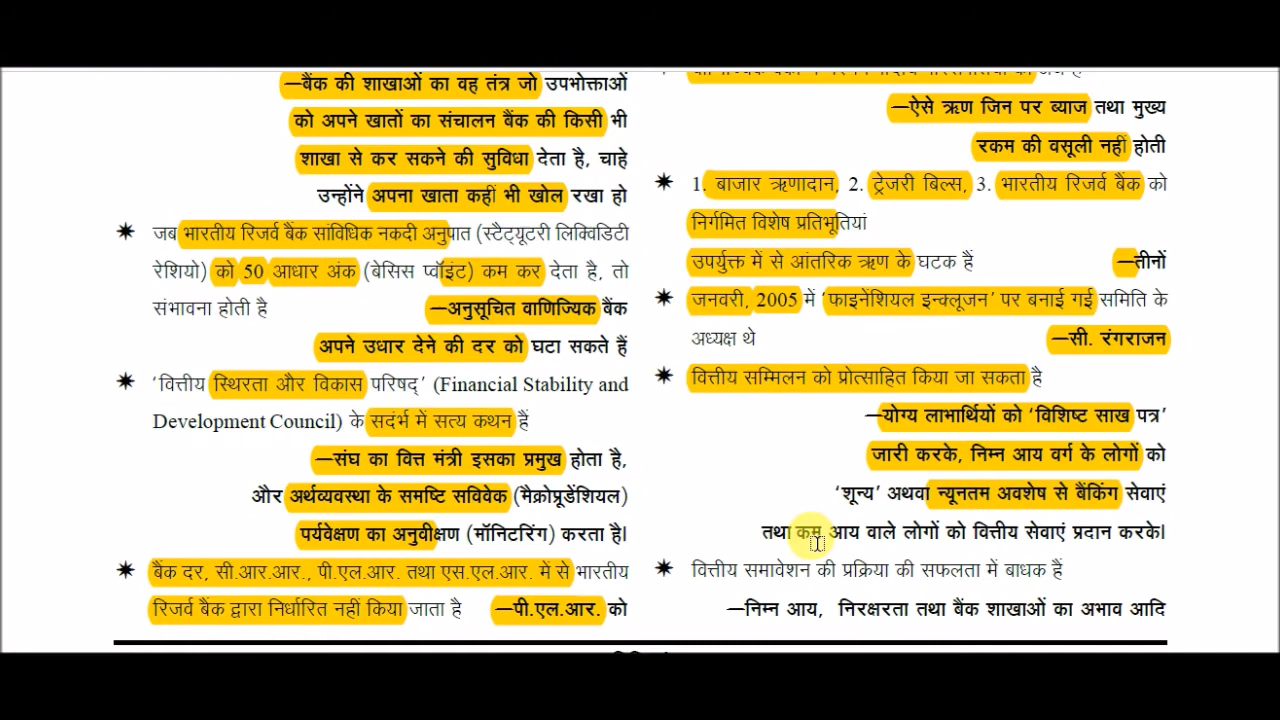 —बैंक की शाखाओं का वह तंत्र जो उपभोक्ताओं
को अपने खातों का संचालन बैंक की किसी भी
शाखा से कर सकने की सुविधा देता है, चाहे
उन्होंने अपना खाता कहीं भी खोल रखा हो
✷ जब भारतीय रिजर्व बैंक सांविधिक नकदी अनुपात (स्टैट्यूटरी लिक्विडिटी
रेशियो) को 50 आधार अंक (बेसिस प्वॉइंट) कम कर देता है, तो
संभावना होती है —अनुसूचित वाणिज्यिक बैंक
अपने उधार देने की दर को घटा सकते हैं
✷ 'वित्तीय स्थिरता और विकास परिषद्' (Financial Stability and
Development Council) के सदंर्भ में सत्य कथन हैं
—संघ का वित्त मंत्री इसका प्रमुख होता है,
और अर्थव्यवस्था के समष्टि सविवेक (मैक्रोप्रूडेंशियल)
पर्यवेक्षण का अनुवीक्षण (मॉनिटरिंग) करता है।
✷ बैंक दर, सी.आर.आर., पी.एल.आर. तथा एस.एल.आर. में से भारतीय
रिजर्व बैंक द्वारा निर्धारित नहीं किया जाता है —पी.एल.आर. को
—ऐसे ऋण जिन पर व्याज तथा मुख्य
रकम की वसूली नहीं होती
✷ 1. बाजार ऋणादान, 2. ट्रेजरी बिल्स, 3. भारतीय रिजर्व बैंक को
निर्गमित विशेष प्रतिभूतियां
उपर्युक्त में से आंतरिक ऋण के घटक हैं —तीनों
✷ जनवरी, 2005 में 'फाइनेंशियल इन्क्लूजन' पर बनाई गई समिति के
अध्यक्ष थे —सी. रंगराजन
✷ वित्तीय सम्मिलन को प्रोत्साहित किया जा सकता है
—योग्य लाभार्थियों को 'विशिष्ट साख पत्र'
जारी करके, निम्न आय वर्ग के लोगों को
'शून्य' अथवा न्यूनतम अवशेष से बैंकिंग सेवाएं
तथा कम आय वाले लोगों को वित्तीय सेवाएं प्रदान करके।
✷ वित्तीय समावेशन की प्रक्रिया की सफलता में बाधक हैं
—निम्न आय, निरक्षरता तथा बैंक शाखाओं का अभाव आदि